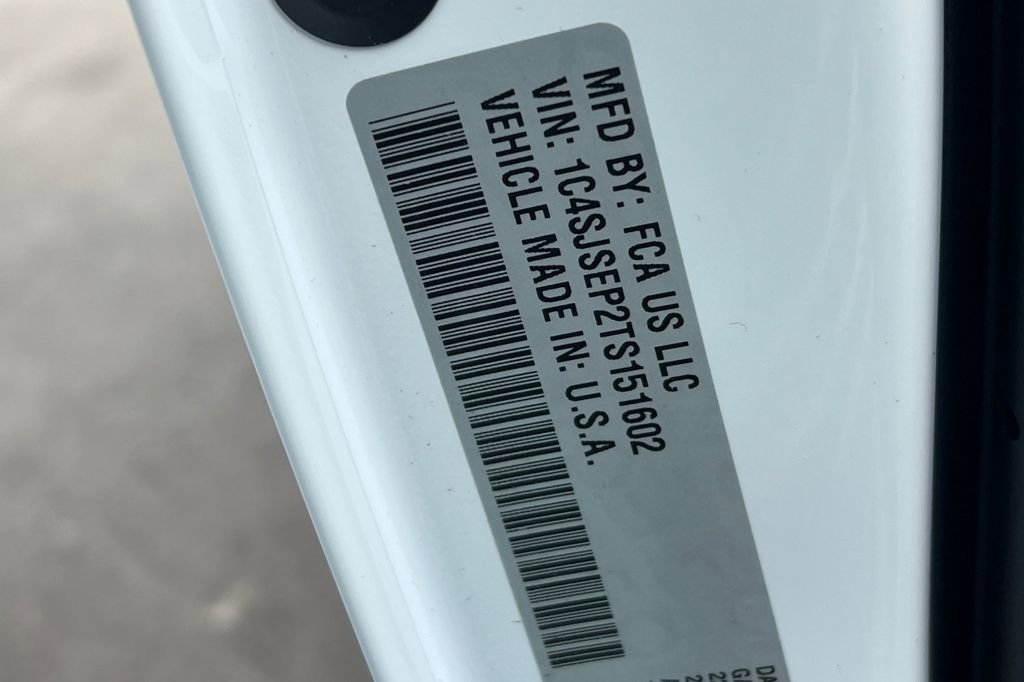 MFD BY: FCA US LLC
VIN: 1C4SJSEP2TS151602
VEHICLE MADE IN: U.S.A.